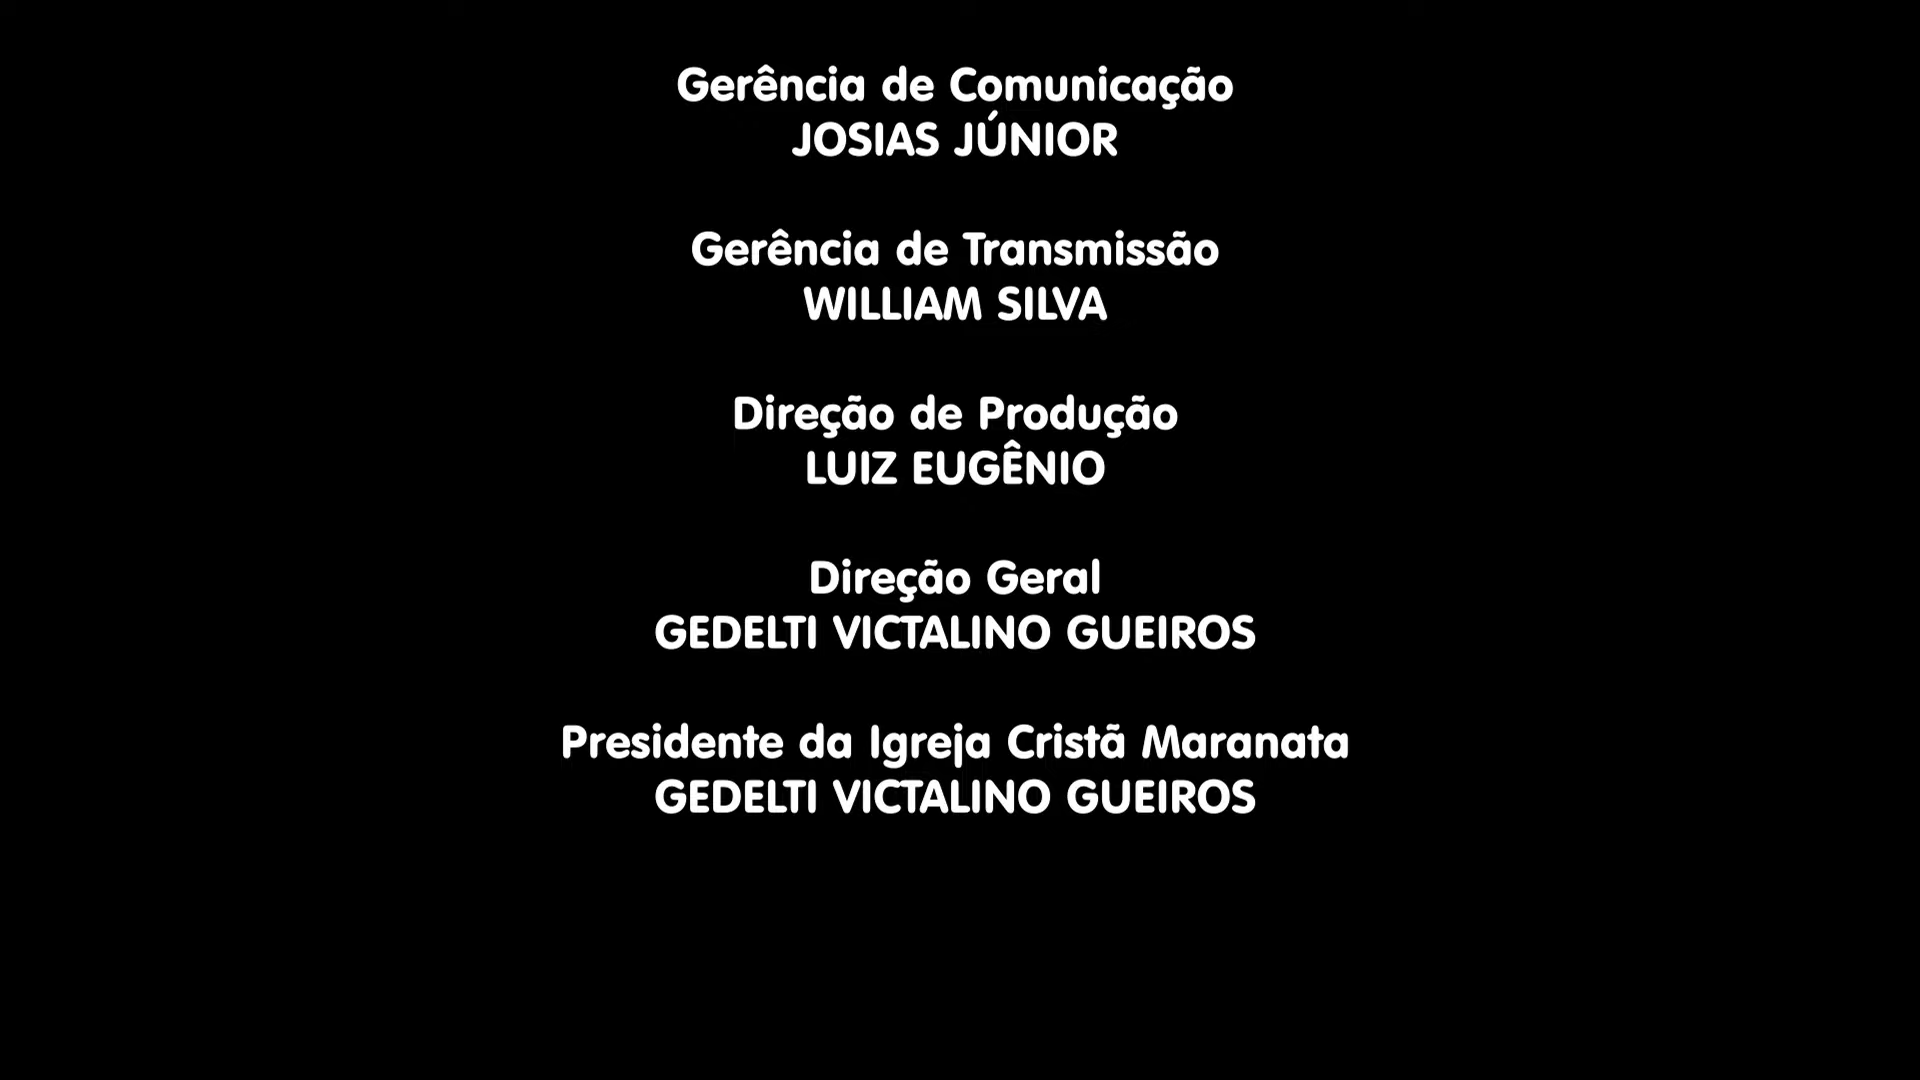 Gerência de Comunicação
JOSIAS JÚNIOR
Gerência de Transmissão
WILLIAM SILVA
Direção de Produção
LUIZ EUGÊNIO
Direção Geral
GEDELTI VICTALINO GUEIROS
Presidente da Igreja Cristã Maranata
GEDELTI VICTALINO GUEIROS